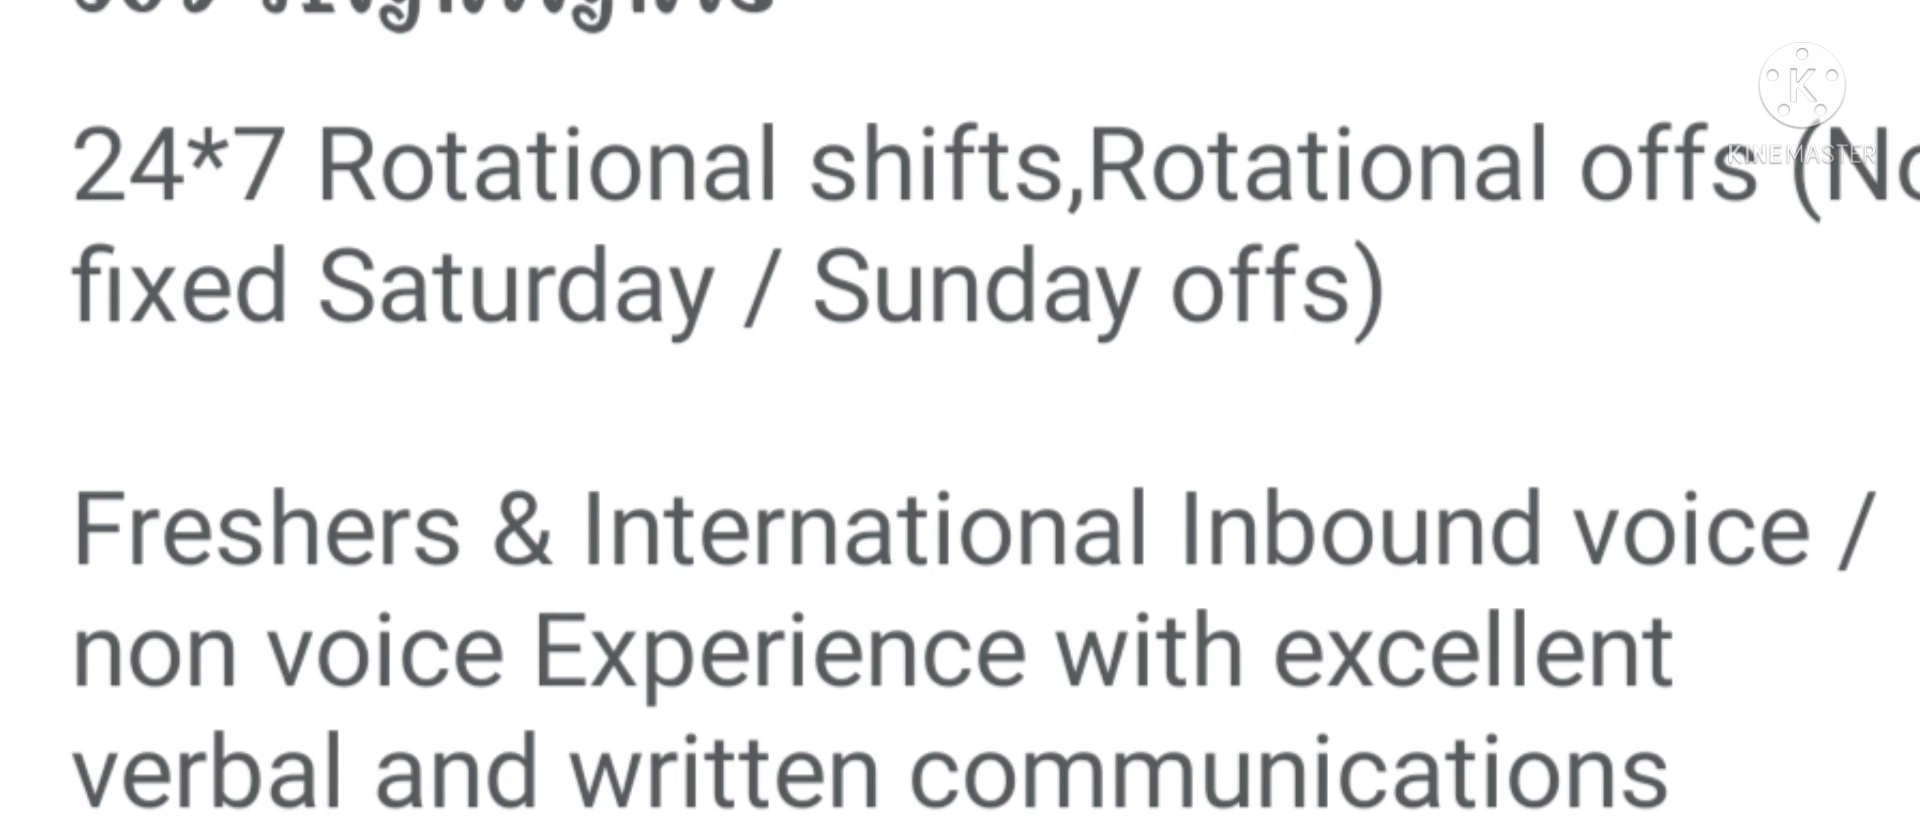 24*7 Rotational shifts,Rotational offs (No
fixed Saturday / Sunday offs)
Freshers & International Inbound voice /
non voice Experience with excellent
verbal and written communications
K
KINEMASTER